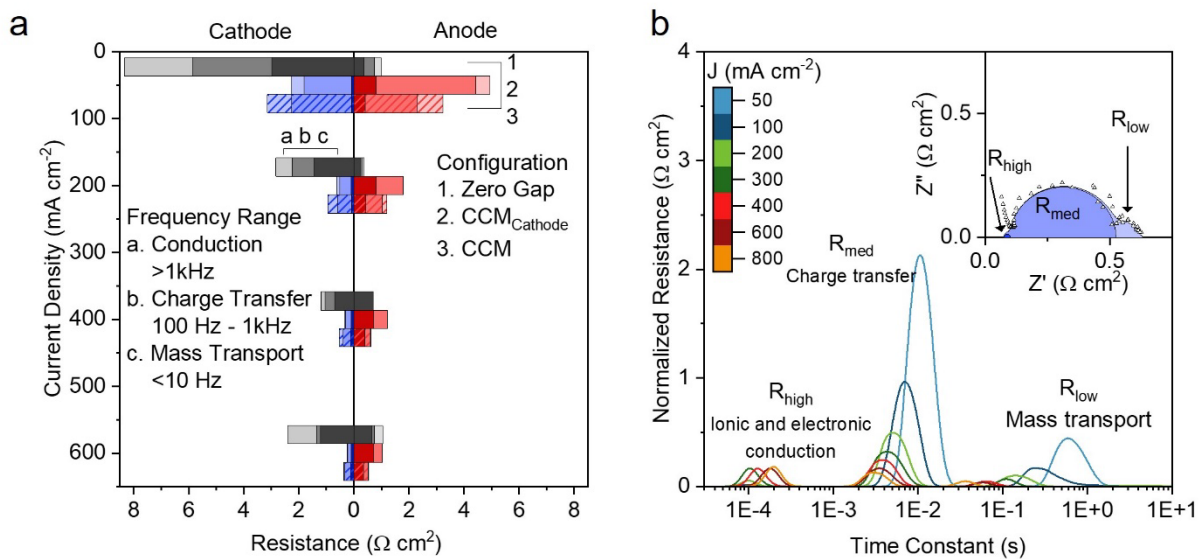 a
Cathode
Anode
0
100
200
300
400
500
600
Current Density (mA cm⁻²)
1
2
3
a b c
Frequency Range
a. Conduction
>1kHz
b. Charge Transfer
100 Hz - 1kHz
c. Mass Transport
<10 Hz
Configuration
1. Zero Gap
2. CCM_Cathode
3. CCM
8 6 4 2 0 2 4 6 8
Resistance (Ω cm²)
b
4
3
2
1
0
Normalized Resistance (Ω cm²)
J (mA cm⁻²)
50
100
200
300
400
600
800
R_med
Charge transfer
R_high
Ionic and electronic
conduction
R_low
Mass transport
1E-4 1E-3 1E-2 1E-1 1E+0 1E+1
Time Constant (s)
0.5
0.0
Z" (Ω cm²)
R_high
R_med
R_low
0.0 0.5
Z' (Ω cm²)